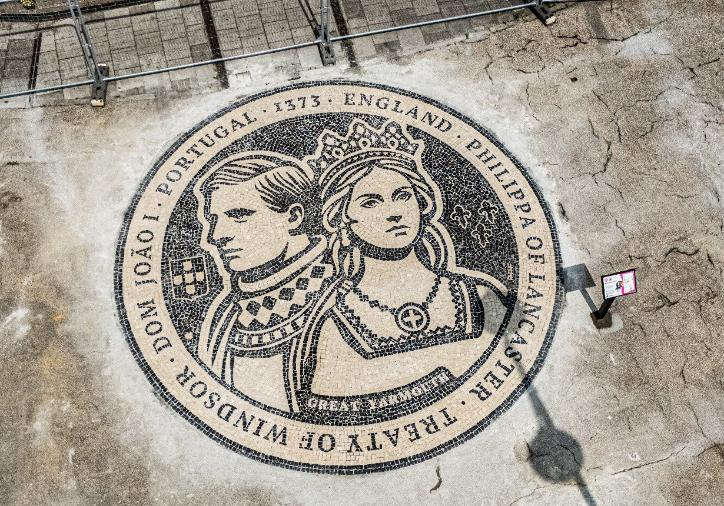 DOM JOÃO I · PORTUGAL · 1373 · ENGLAND · PHILIPPA OF LANCASTER · TREATY OF WINDSOR ·
GREAT YARMOUTH